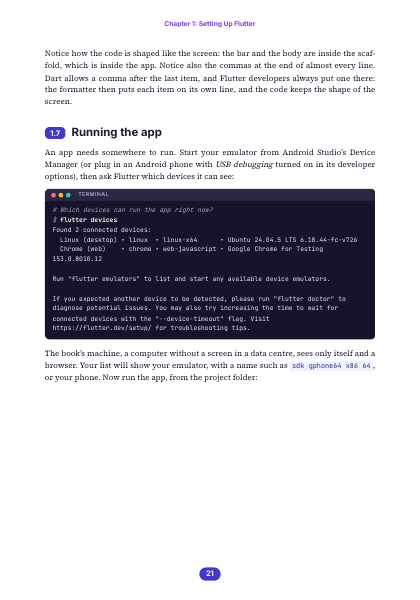 Chapter 1: Setting Up Flutter
Notice how the code is shaped like the screen: the bar and the body are inside the scaf-
fold, which is inside the app. Notice also the commas at the end of almost every line.
Dart allows a comma after the last item, and Flutter developers always put one there:
the formatter then puts each item on its own line, and the code keeps the shape of the
screen.
1.7 Running the app
An app needs somewhere to run. Start your emulator from Android Studio's Device
Manager (or plug in an Android phone with USB debugging turned on in its developer
options), then ask Flutter which devices it can see:
TERMINAL
# Which devices can run the app right now?
$ flutter devices
Found 2 connected devices:
Linux (desktop) • linux • linux-x64 • Ubuntu 24.04.5 LTS 6.18.44-fc-v726
Chrome (web) • chrome • web-javascript • Google Chrome for Testing
153.0.8010.12
Run "flutter emulators" to list and start any available device emulators.
If you expected another device to be detected, please run "flutter doctor" to
diagnose potential issues. You may also try increasing the time to wait for
connected devices with the "--device-timeout" flag. Visit
https://flutter.dev/setup/ for troubleshooting tips.
The book's machine, a computer without a screen in a data centre, sees only itself and a
browser. Your list will show your emulator, with a name such as sdk gphone64 x86 64,
or your phone. Now run the app, from the project folder:
21